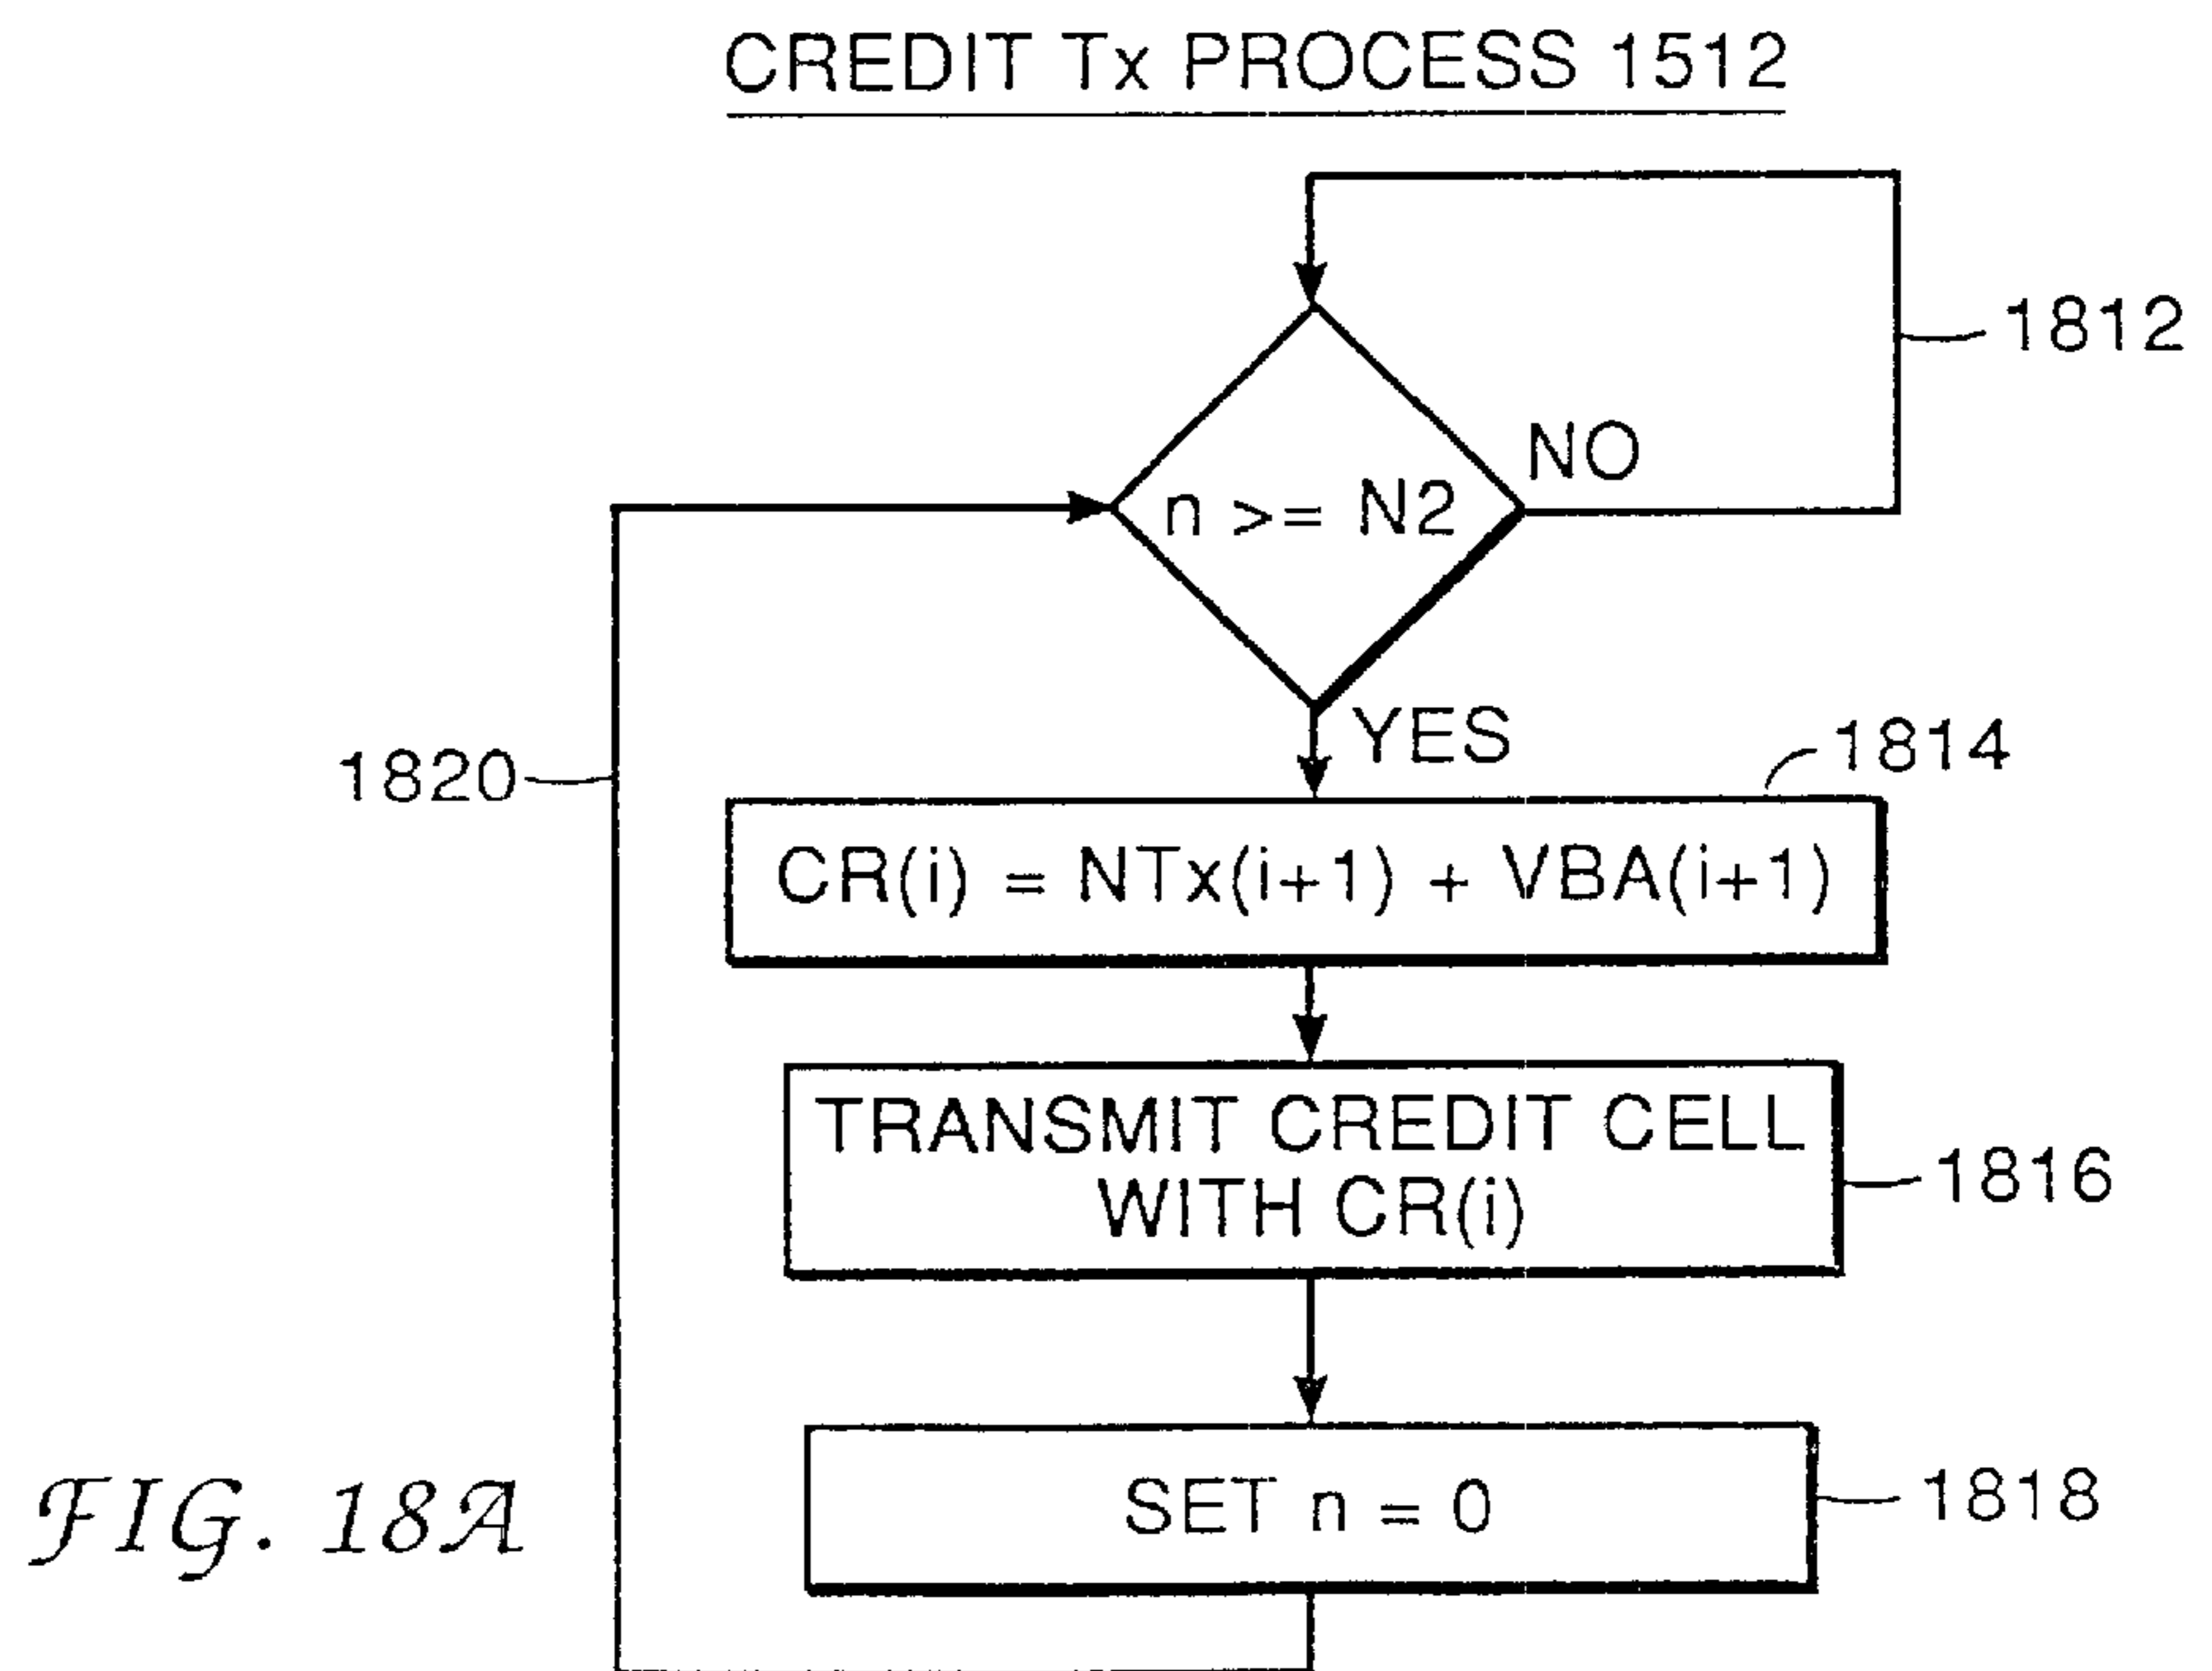 CREDIT Tx PROCESS 1512
1812
NO
n >= N2
YES
1814
1820
CR(i) = NTx(i+1) + VBA(i+1)
TRANSMIT CREDIT CELL
WITH CR(i)
1816
SET n = 0
1818
FIG. 18A